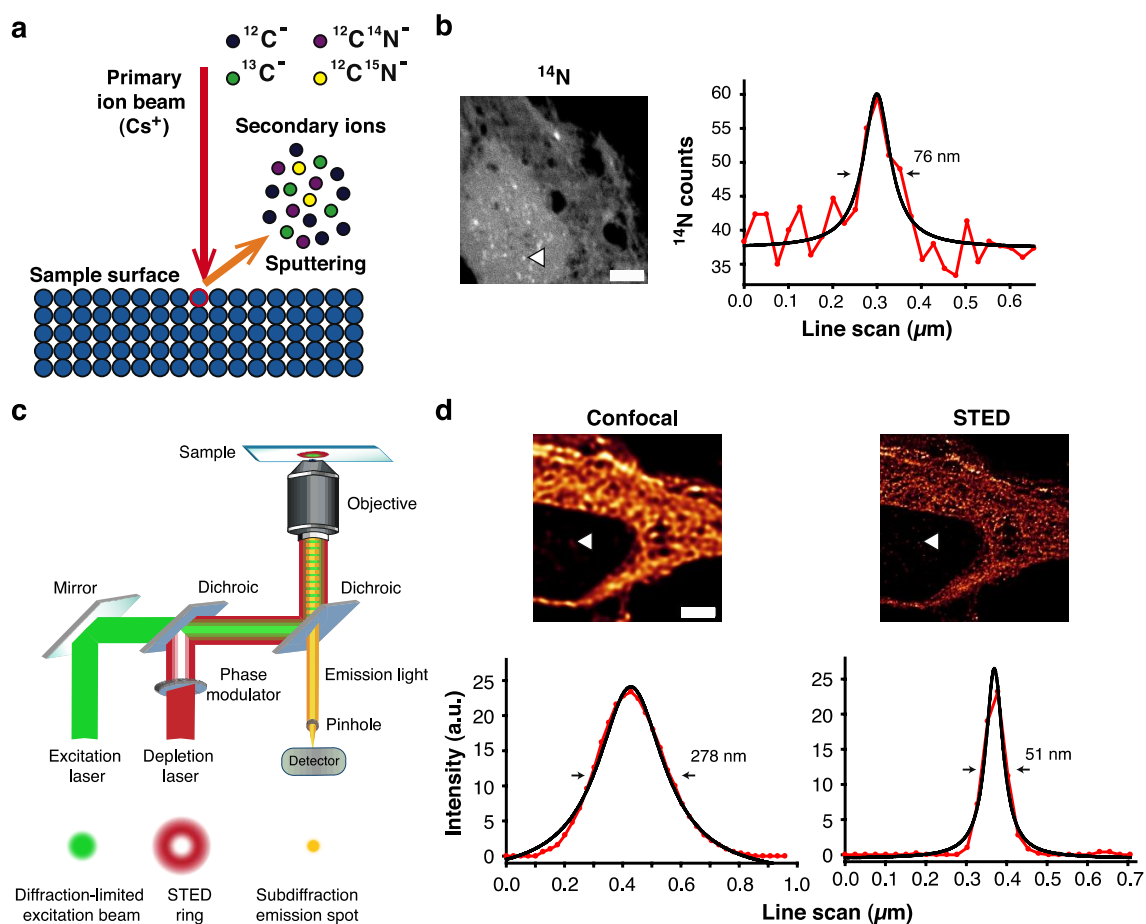 a
¹²C⁻
¹²C¹⁴N⁻
¹³C⁻
¹²C¹⁵N⁻
Primary
ion beam
(Cs⁺)
Secondary ions
Sputtering
Sample surface
b
¹⁴N
60
55
50
45
40
35
¹⁴N counts
76 nm
0.0
0.1
0.2
0.3
0.4
0.5
0.6
Line scan (µm)
c
Sample
Objective
Mirror
Dichroic
Dichroic
Phase
modulator
Emission light
Pinhole
Detector
Excitation
laser
Depletion
laser
Diffraction-limited
excitation beam
STED
ring
Subdiffraction
emission spot
d
Confocal
STED
Intensity (a.u.)
25
20
15
10
5
0
278 nm
0.0
0.2
0.4
0.6
0.8
1.0
25
20
15
10
5
0
51 nm
0.0
0.1
0.2
0.3
0.4
0.5
0.6
0.7
Line scan (µm)